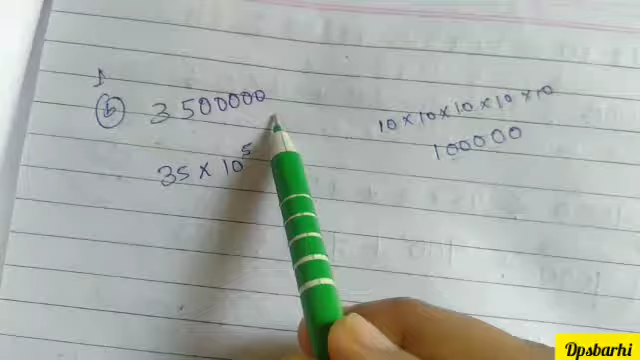 b 3500000
35 × 10⁵
10 × 10 × 10 × 10 × 10
100000
Dpsbarhi